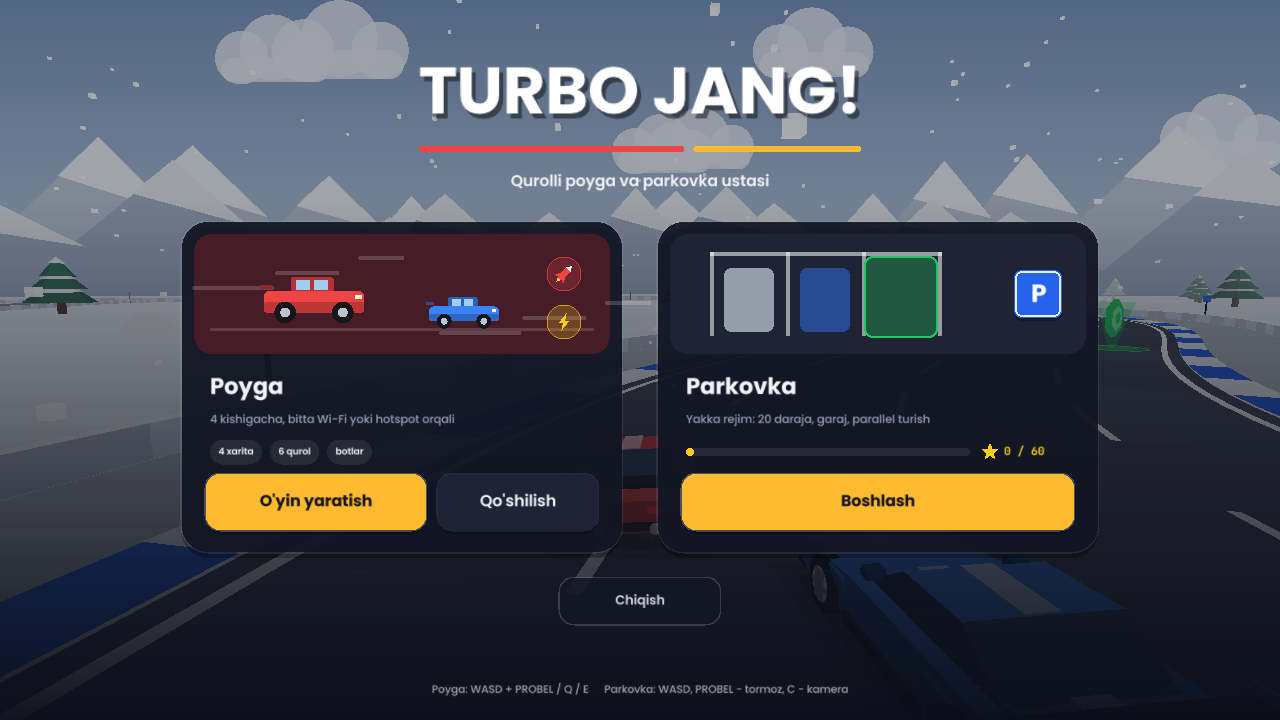 TURBO JANG!
Qurolli poyga va parkovka ustasi
P
Poyga
4 kishigacha, bitta Wi-Fi yoki hotspot orqali
4 xarita 6 qurol botlar
O'yin yaratish Qo'shilish
Parkovka
Yakka rejim: 20 daraja, garaj, parallel turish
0 / 60
Boshlash
Chiqish
Poyga: WASD + PROBEL / Q / E Parkovka: WASD, PROBEL - tormoz, C - kamera